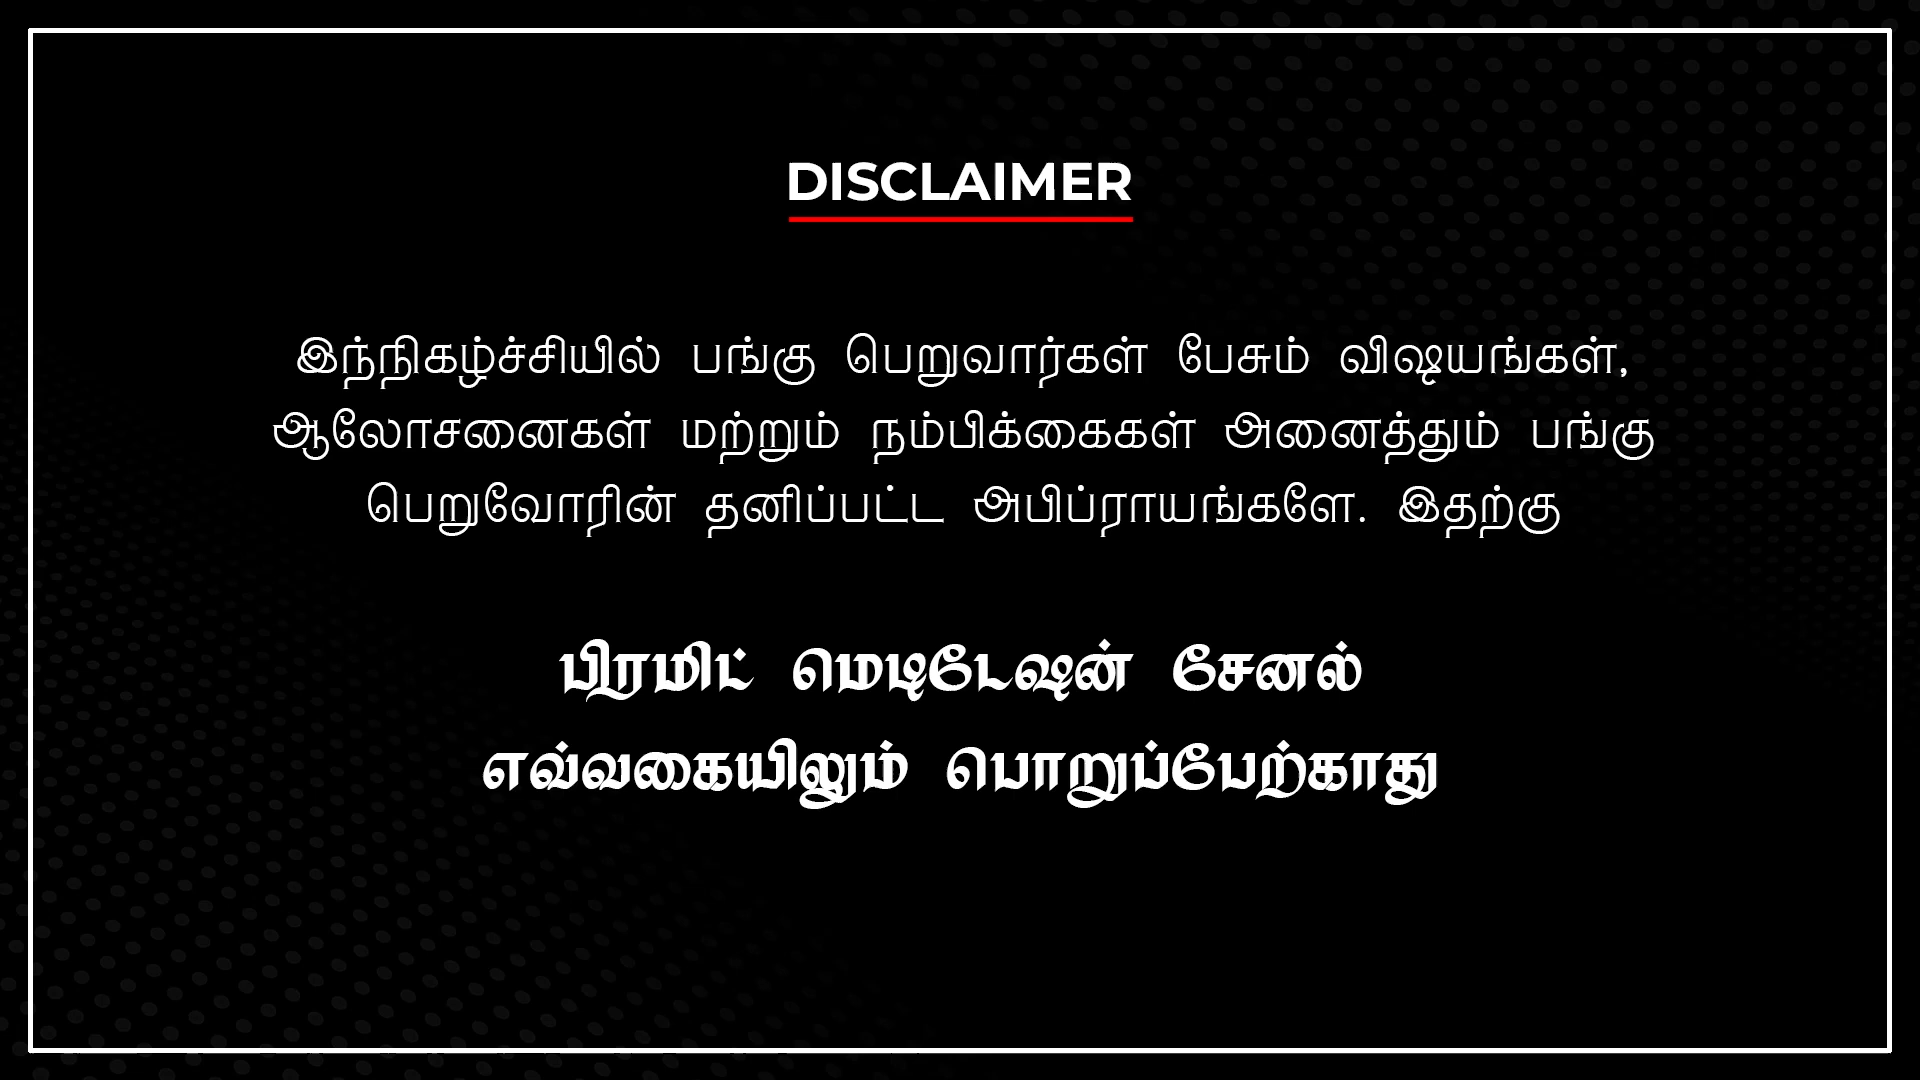 DISCLAIMER
இந்நிகழ்ச்சியில் பங்கு பெறுவார்கள் பேசும் விஷயங்கள்,
ஆலோசனைகள் மற்றும் நம்பிக்கைகள் அனைத்தும் பங்கு
பெறுவோரின் தனிப்பட்ட அபிப்ராயங்களே. இதற்கு
பிரமிட் மெடிடேஷன் சேனல்
எவ்வகையிலும் பொறுப்பேற்காது